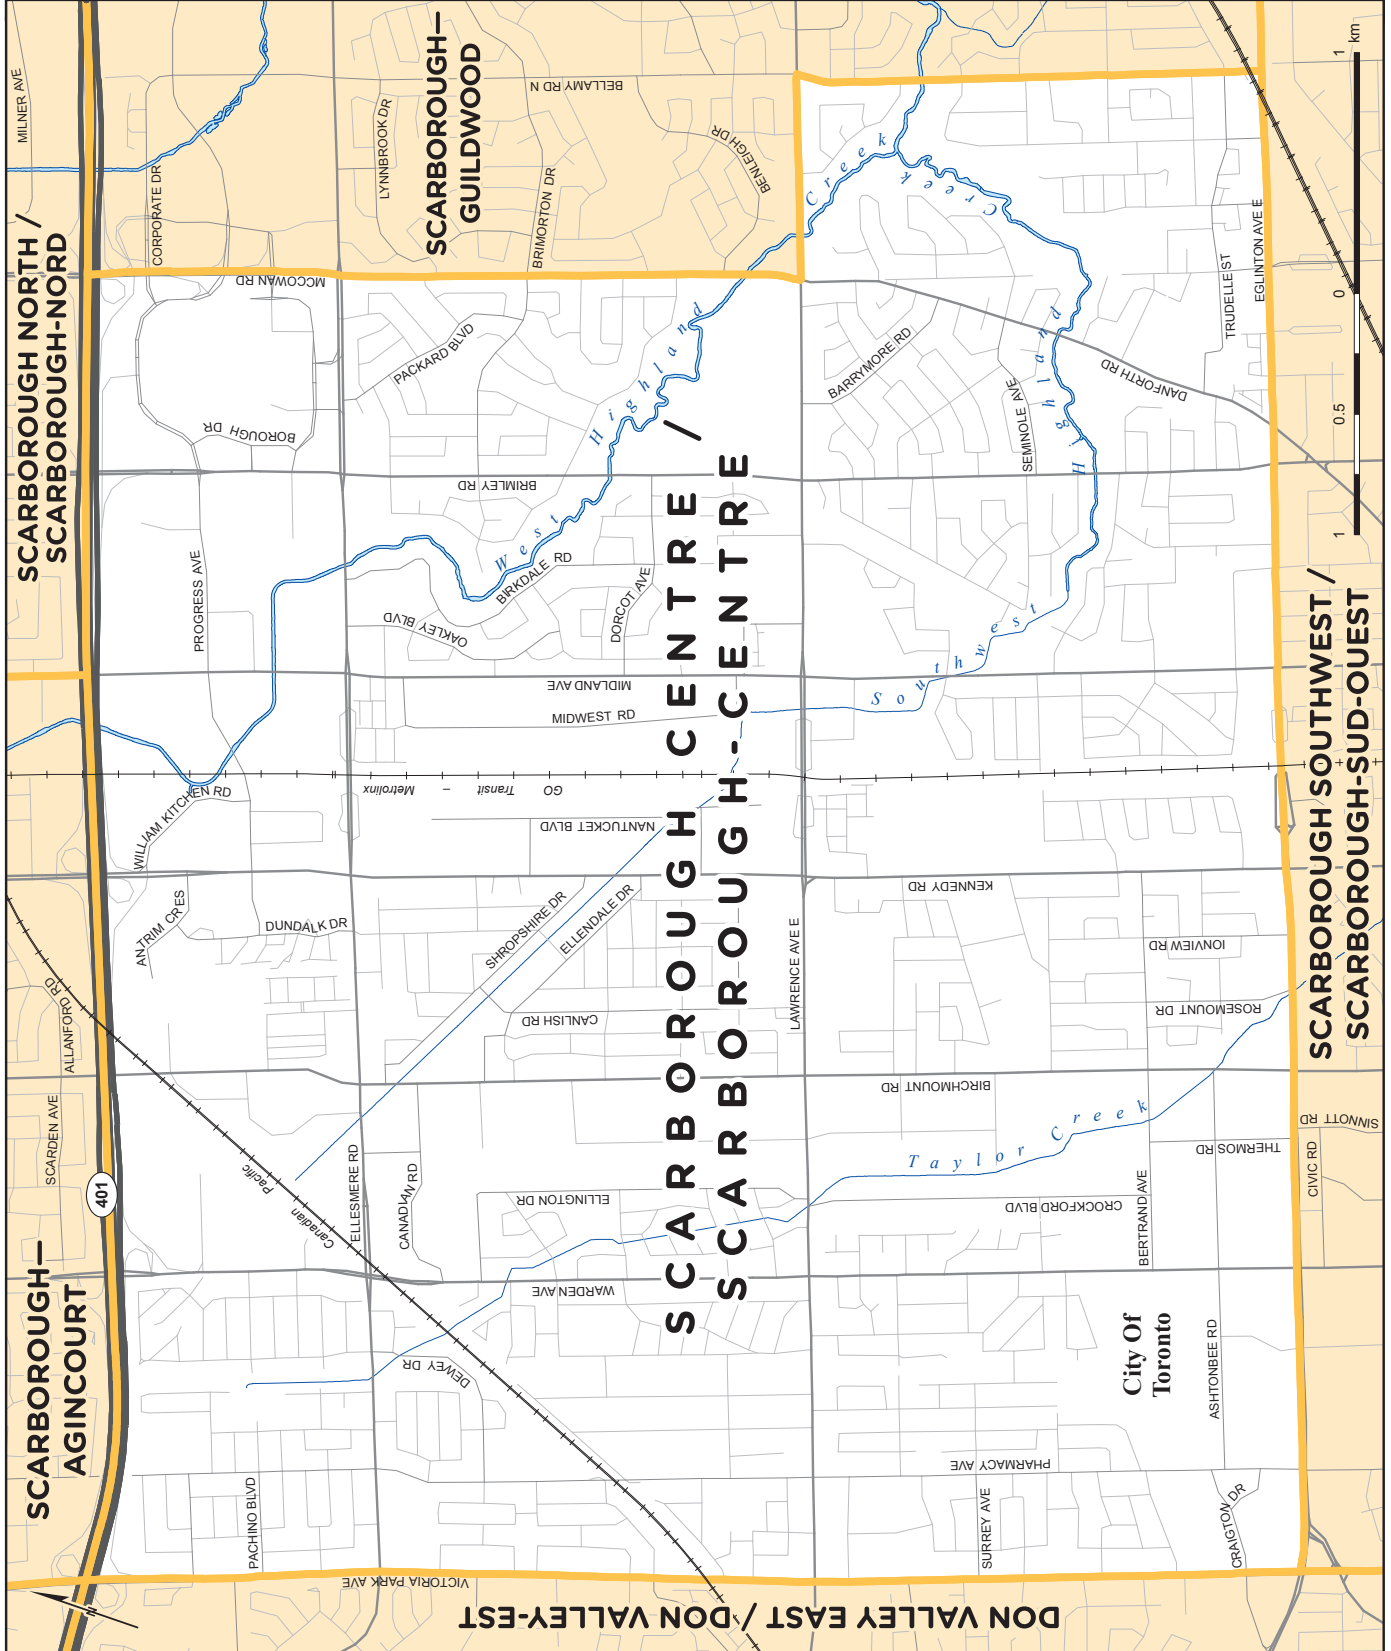 SCARBOROUGH NORTH /
SCARBOROUGH-NORD
SCARBOROUGH—
AGINCOURT
SCARBOROUGH—
GUILDWOOD
SCARBOROUGH CENTRE /
SCARBOROUGH-CENTRE
SCARBOROUGH SOUTHWEST /
SCARBOROUGH-SUD-OUEST
DON VALLEY EAST / DON VALLEY-EST
City Of
Toronto
401
N
MILNER AVE
CORPORATE DR
LYNNBROOK DR
BELLAMY RD N
BRIMORTON DR
BENLEIGH DR
MCCOWAN RD
PACKARD BLVD
BOROUGH DR
BRIMLEY RD
PROGRESS AVE
BIRKDALE RD
OAKLEY BLVD
DORCOT AVE
MIDLAND AVE
MIDWEST RD
GO Transit – Metrolinx
WILLIAM KITCHEN RD
NANTUCKET BLVD
ANTRIM CRES
DUNDALK DR
SHROPSHIRE DR
ELLENDALE DR
CANLISH RD
ALLANFORD RD
SCARDEN AVE
Canadian Pacific
ELLESMERE RD
CANADIAN RD
ELLINGTON DR
WARDEN AVE
DEWEY DR
PACHINO BLVD
VICTORIA PARK AVE
LAWRENCE AVE E
KENNEDY RD
IONVIEW RD
ROSEMOUNT DR
BIRCHMOUNT RD
THERMOS RD
SINNOTT RD
CIVIC RD
CROCKFORD BLVD
BERTRAND AVE
ASHTONBEE RD
PHARMACY AVE
SURREY AVE
CRAIGTON DR
BARRYMORE RD
SEMINOLE AVE
DANFORTH RD
TRUDELLE ST
EGLINTON AVE E
West Highland Creek
Southwest Highland Creek
Taylor Creek
1 0.5 0 1 km